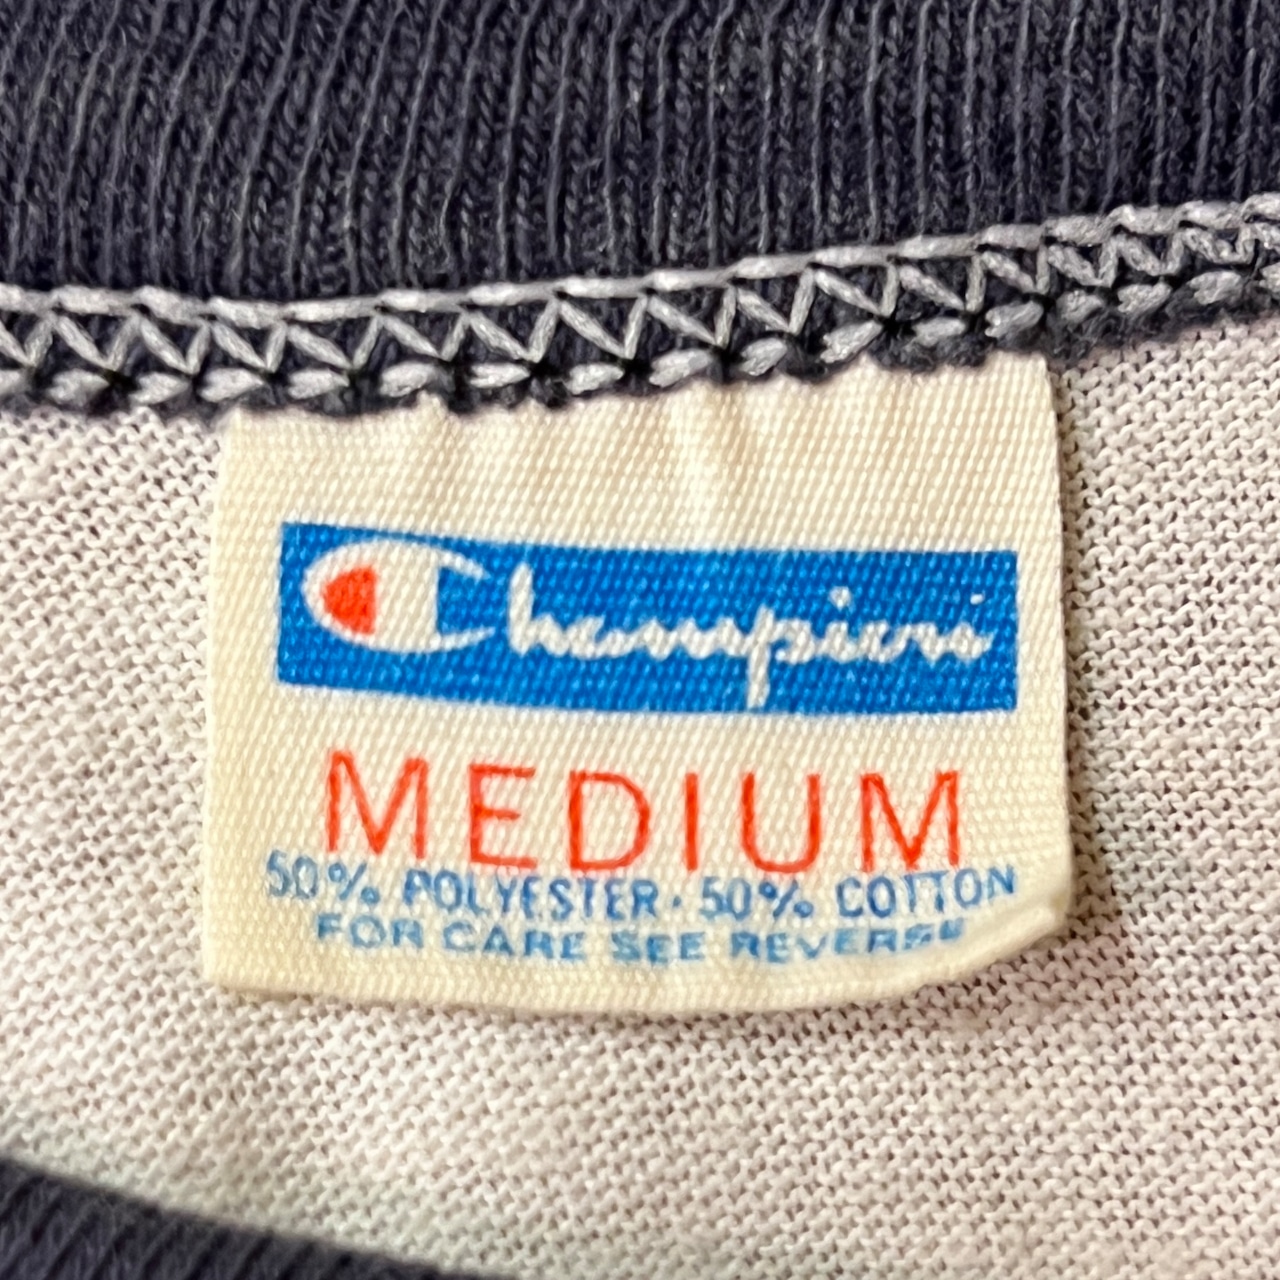 Champion
MEDIUM
50% POLYESTER · 50% COTTON
FOR CARE SEE REVERSE